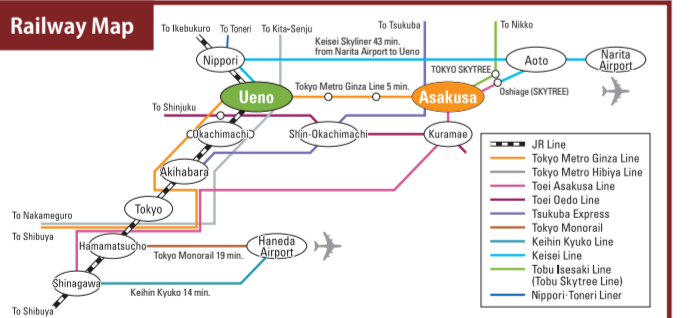 Railway Map
To Ikebukuro
To Toneri
To Kita-Senju
To Tsukuba
To Nikko
Nippori
Keisei Skyliner 43 min.
from Narita Airport to Ueno
TOKYO SKYTREE
Aoto
Narita
Airport
Oshiage (SKYTREE)
Ueno
Tokyo Metro Ginza Line 5 min.
Asakusa
To Shinjuku
Okachimachi
Shin-Okachimachi
Kuramae
Akihabara
Tokyo
To Nakameguro
To Shibuya
Hamamatsucho
Tokyo Monorail 19 min.
Haneda
Airport
Shinagawa
Keihin Kyuko 14 min.
To Shibuya
JR Line
Tokyo Metro Ginza Line
Tokyo Metro Hibiya Line
Toei Asakusa Line
Toei Oedo Line
Tsukuba Express
Tokyo Monorail
Keihin Kyuko Line
Keisei Line
Tobu Isesaki Line
(Tobu Skytree Line)
Nippori·Toneri Liner